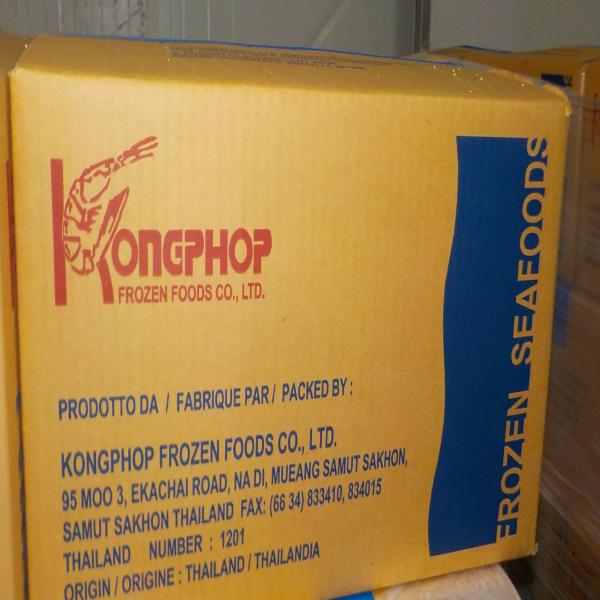 KONGPHOP
FROZEN FOODS CO., LTD.
FROZEN SEAFOODS
PRODOTTO DA / FABRIQUE PAR / PACKED BY :
KONGPHOP FROZEN FOODS CO., LTD.
95 MOO 3, EKACHAI ROAD, NA DI, MUEANG SAMUT SAKHON,
SAMUT SAKHON THAILAND FAX: (66 34) 833410, 834015
THAILAND NUMBER : 1201
ORIGIN / ORIGINE : THAILAND / THAILANDIA